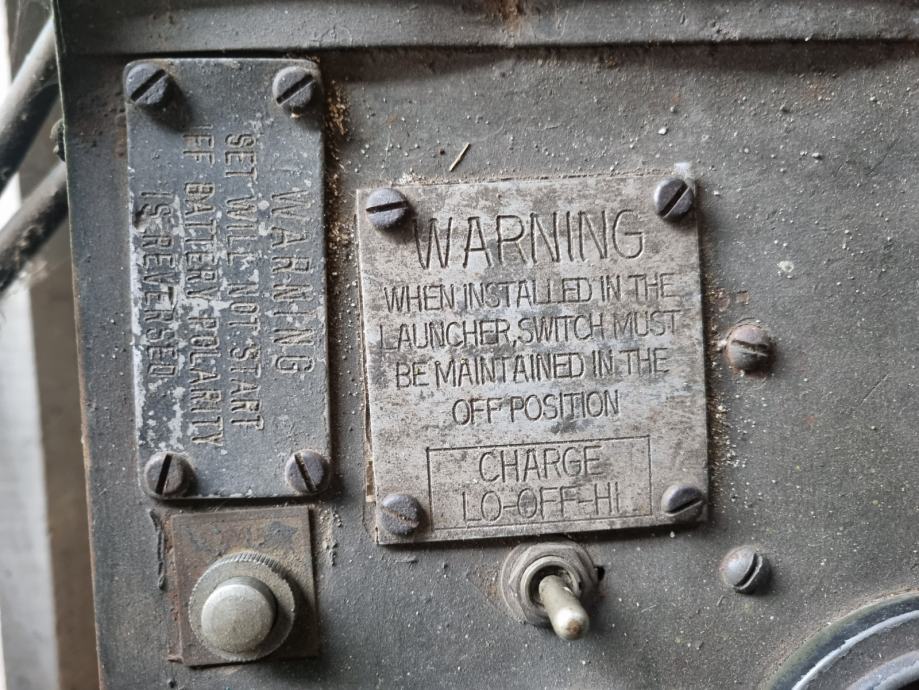 WARNING
SET WILL NOT START
IF BATTERY POLARITY
IS REVERSED
WARNING
WHEN INSTALLED IN THE
LAUNCHER, SWITCH MUST
BE MAINTAINED IN THE
OFF POSITION
CHARGE
LO-OFF-HI